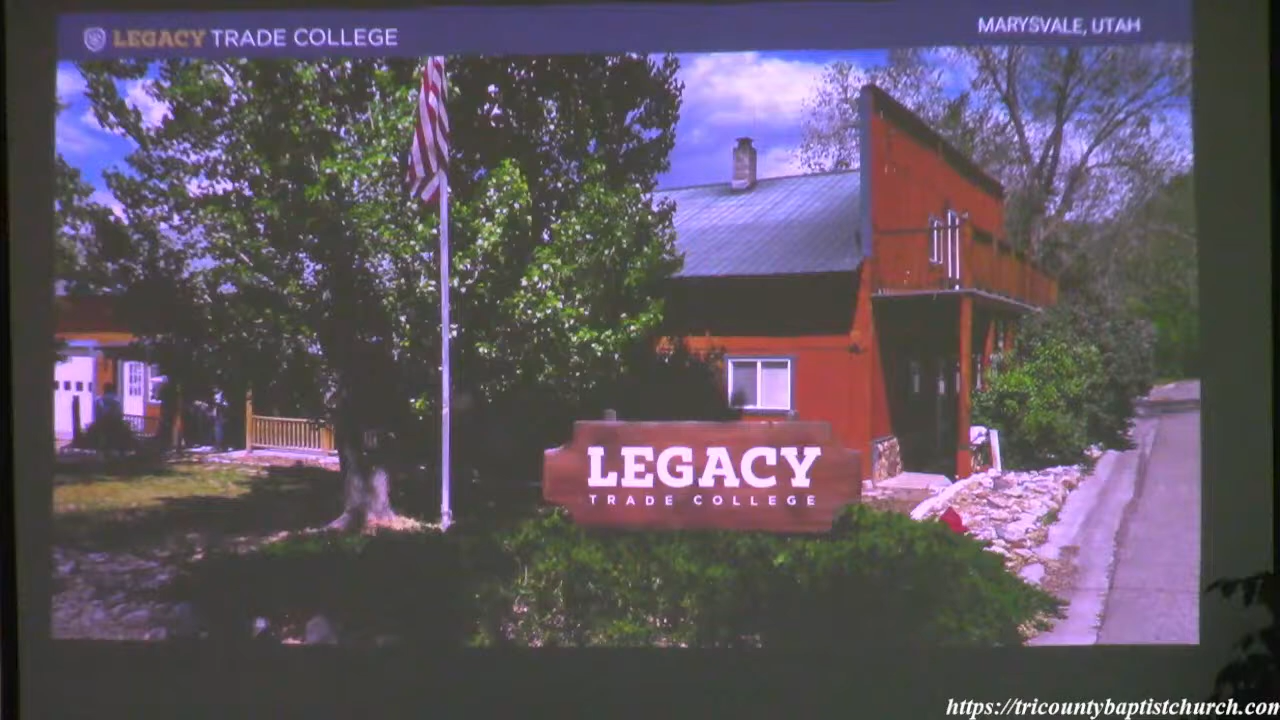 LEGACY TRADE COLLEGE
MARYSVALE, UTAH
LEGACY
TRADE COLLEGE
https://tricountybaptistchurch.com